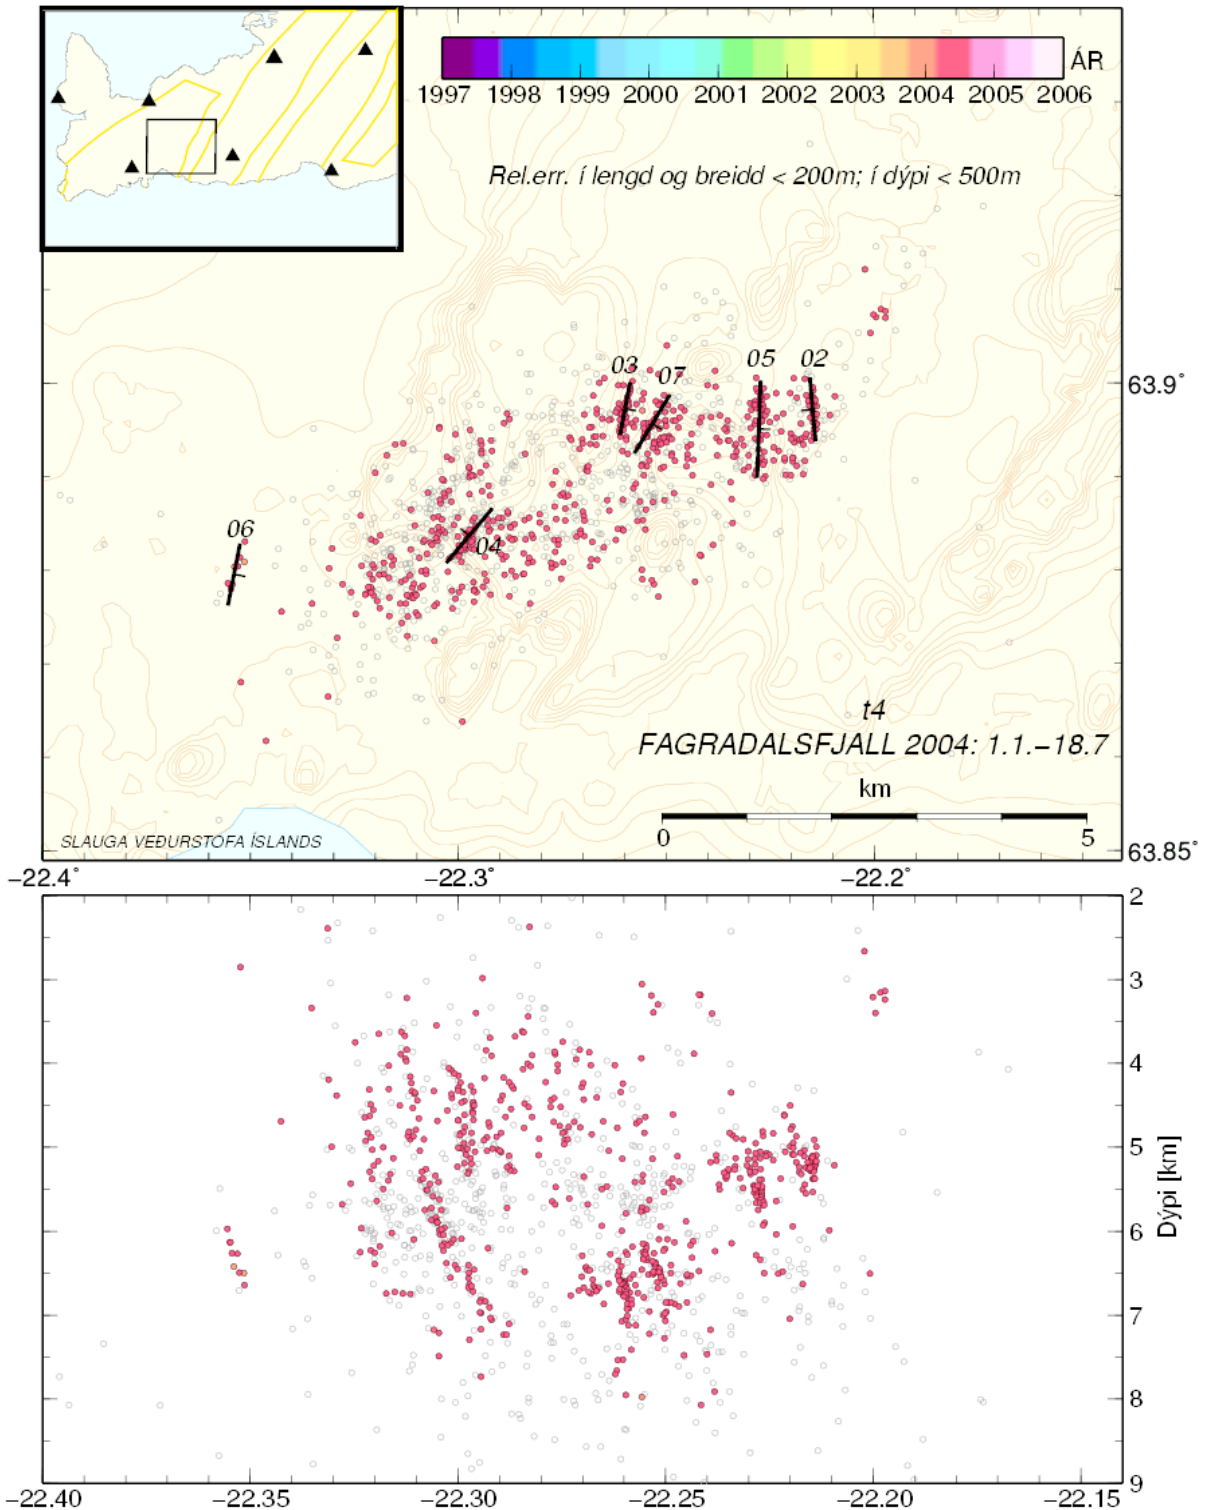 ÁR
1997 1998 1999 2000 2001 2002 2003 2004 2005 2006
Rel.err. í lengd og breidd < 200m; í dýpi < 500m
03 07 05 02
63.9°
06
04
t4
FAGRADALSFJALL 2004: 1.1.−18.7
km
0 5
SLAUGA VEÐURSTOFA ÍSLANDS
63.85°
−22.4° −22.3° −22.2°
2
3
4
5
Dýpi [km]
6
7
8
9
−22.40 −22.35 −22.30 −22.25 −22.20 −22.15